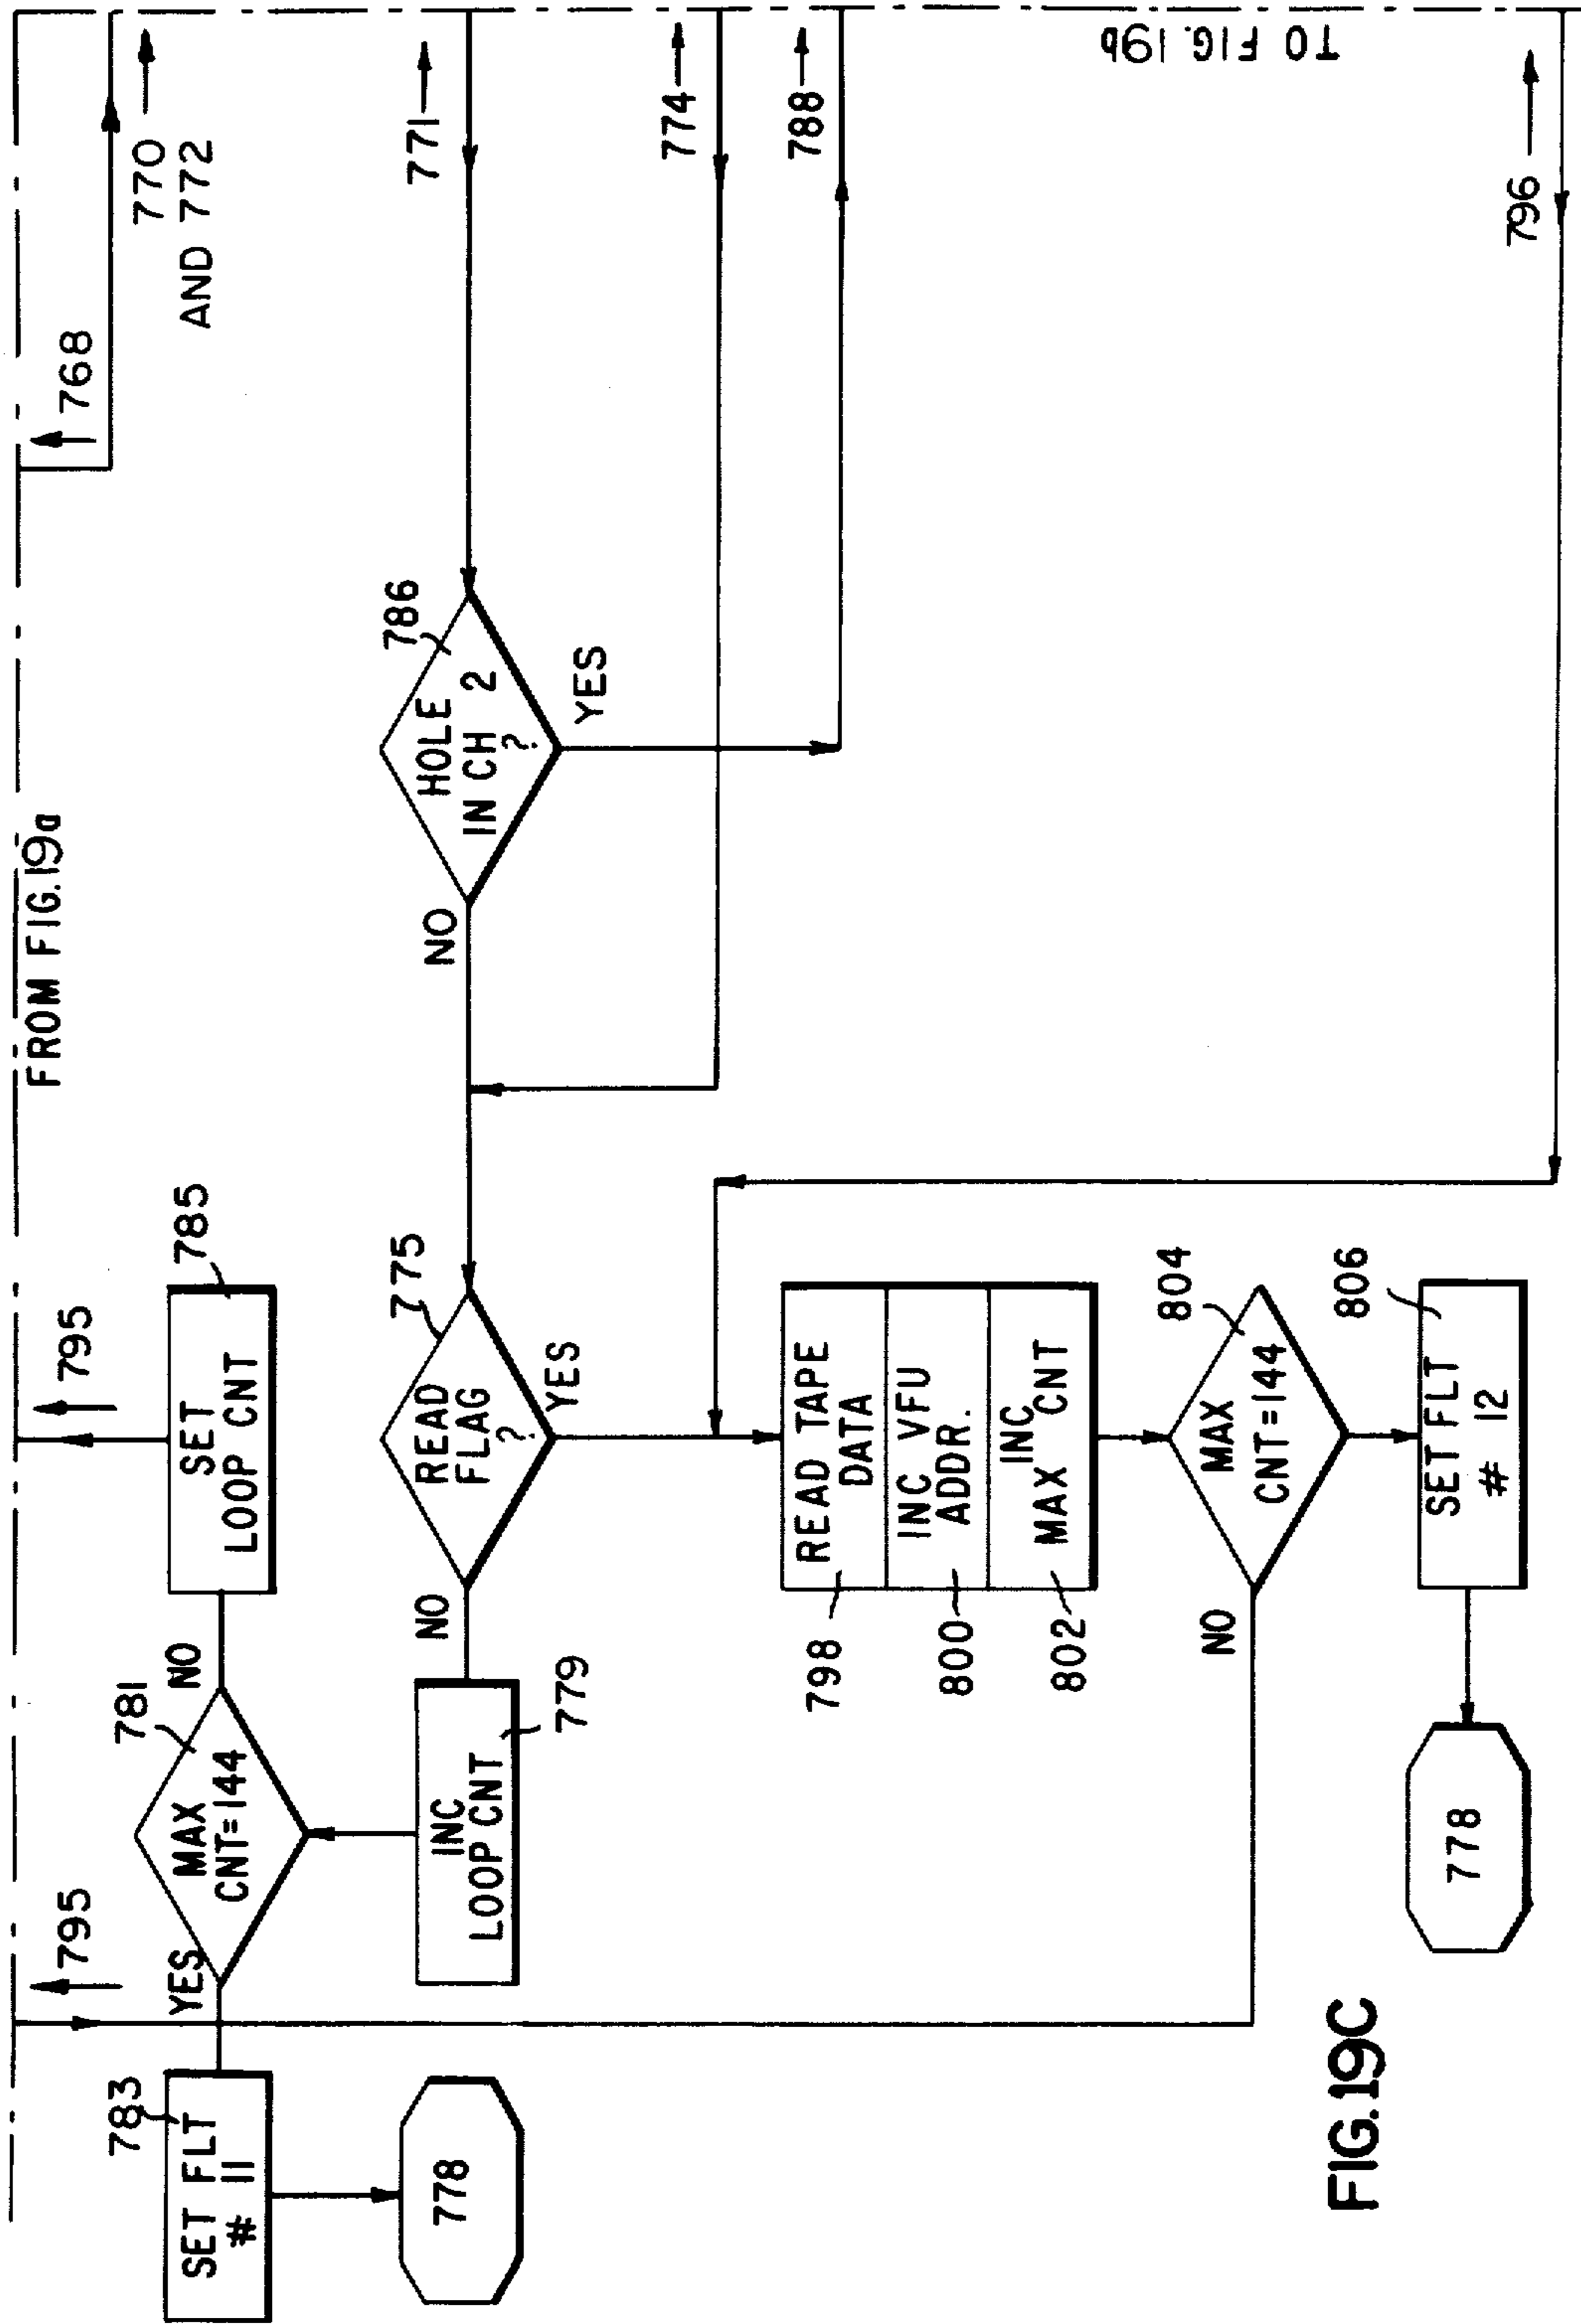 FROM FIG.19a
795
795
768
770
AND 772
783
SET FLT
# 11
778
YES
781
MAX
CNT=144
NO
785
SET
LOOP CNT
INC
LOOP CNT
779
NO
775
READ
FLAG
?
YES
NO
786
HOLE
IN CH 2
?
YES
771
774
788
798
READ TAPE
DATA
800
INC VFU
ADDR.
802
INC
MAX CNT
NO
804
MAX
CNT=144
806
SET FLT
# 12
778
796
TO FIG.19b
FIG.19C